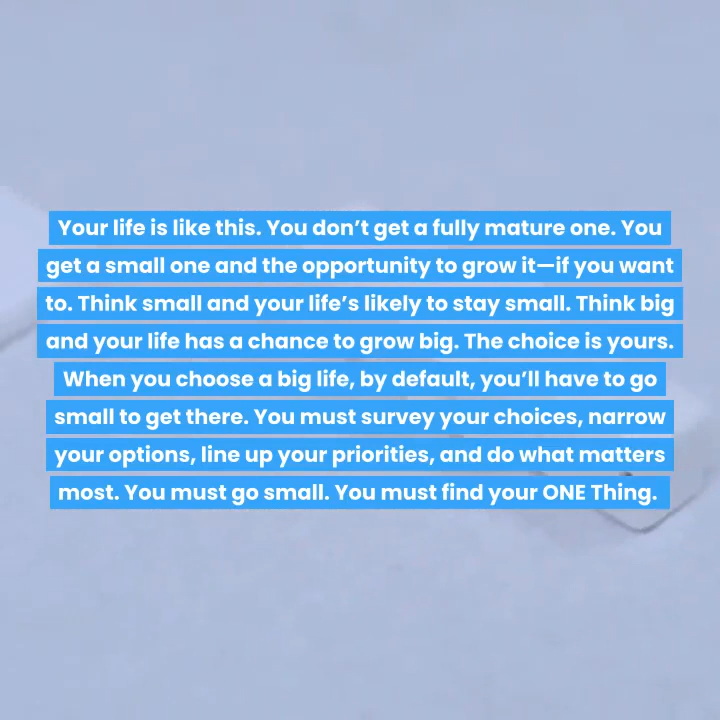 Your life is like this. You don’t get a fully mature one. You
get a small one and the opportunity to grow it—if you want
to. Think small and your life’s likely to stay small. Think big
and your life has a chance to grow big. The choice is yours.
When you choose a big life, by default, you’ll have to go
small to get there. You must survey your choices, narrow
your options, line up your priorities, and do what matters
most. You must go small. You must find your ONE Thing.